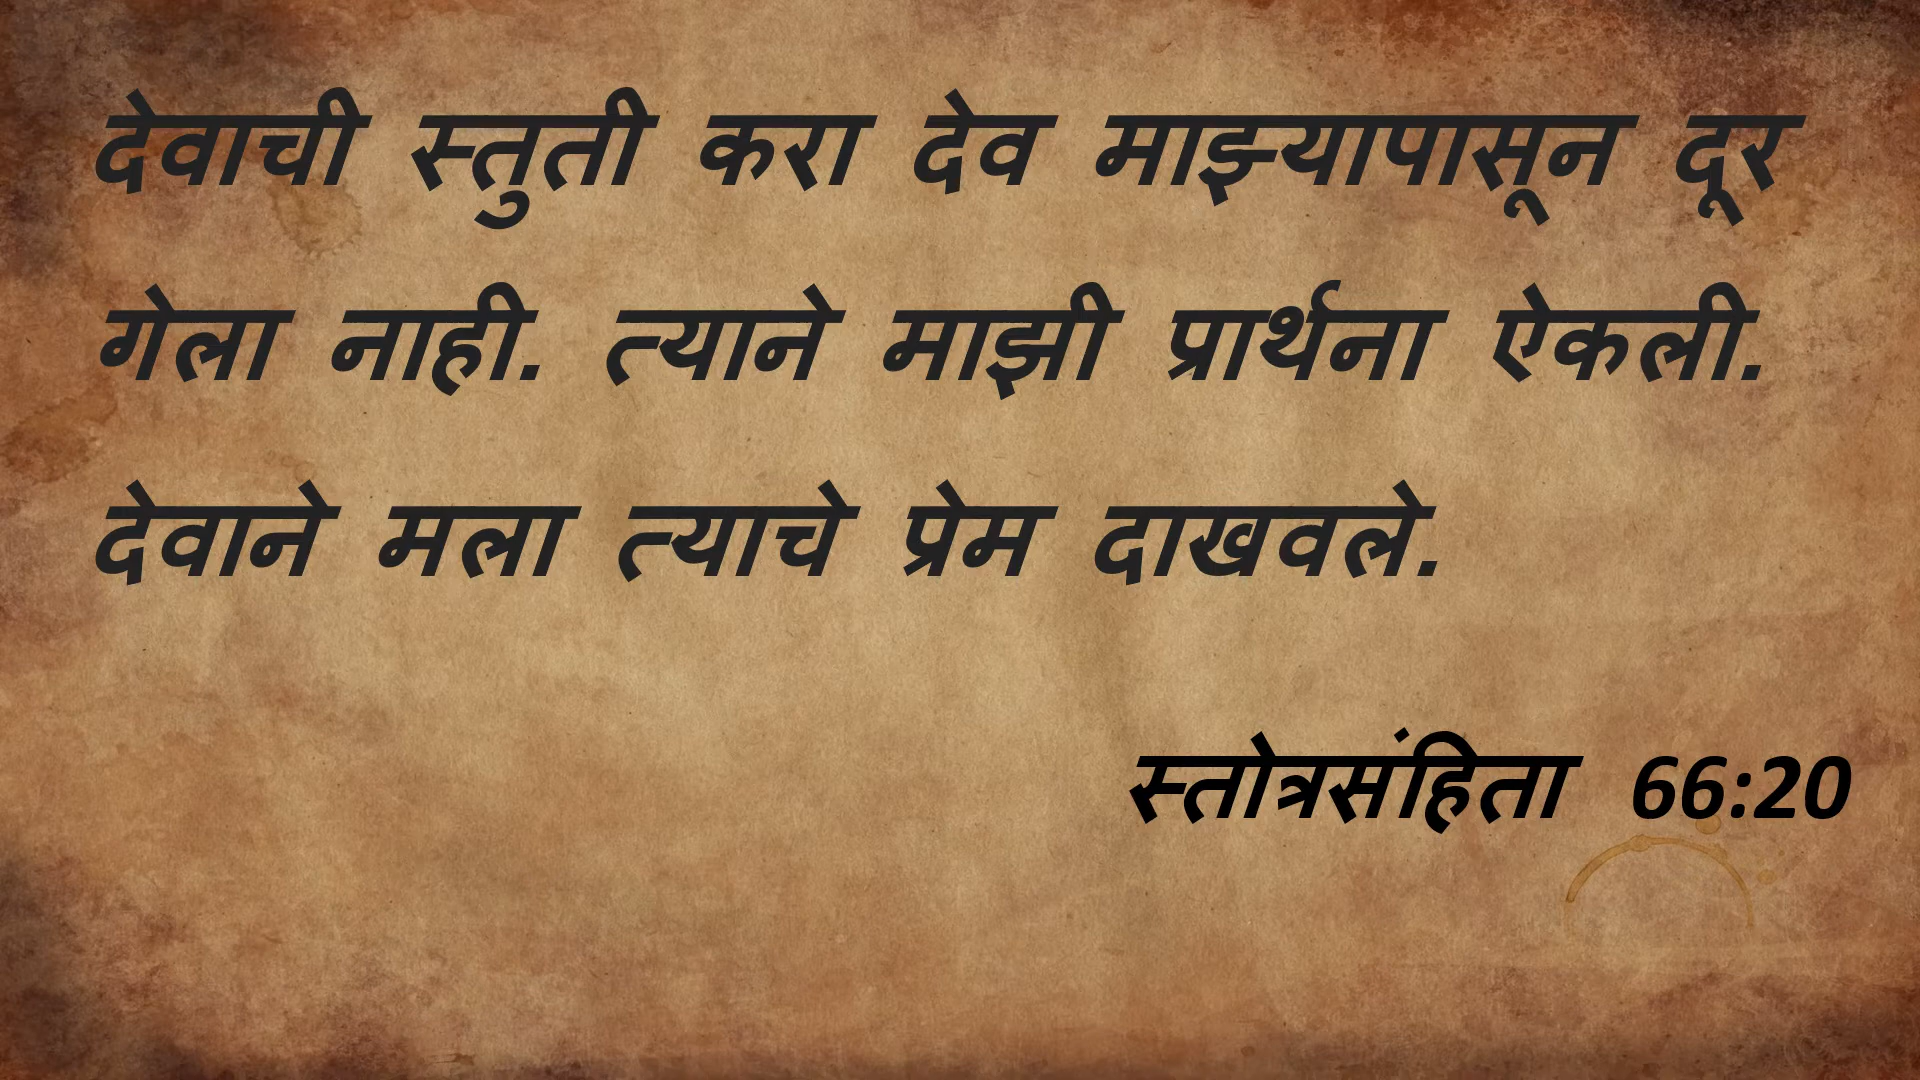 देवाची स्तुती करा देव माझ्यापासून दूर
गेला नाही. त्याने माझी प्रार्थना ऐकली.
देवाने मला त्याचे प्रेम दाखवले.
स्तोत्रसंहिता 66:20